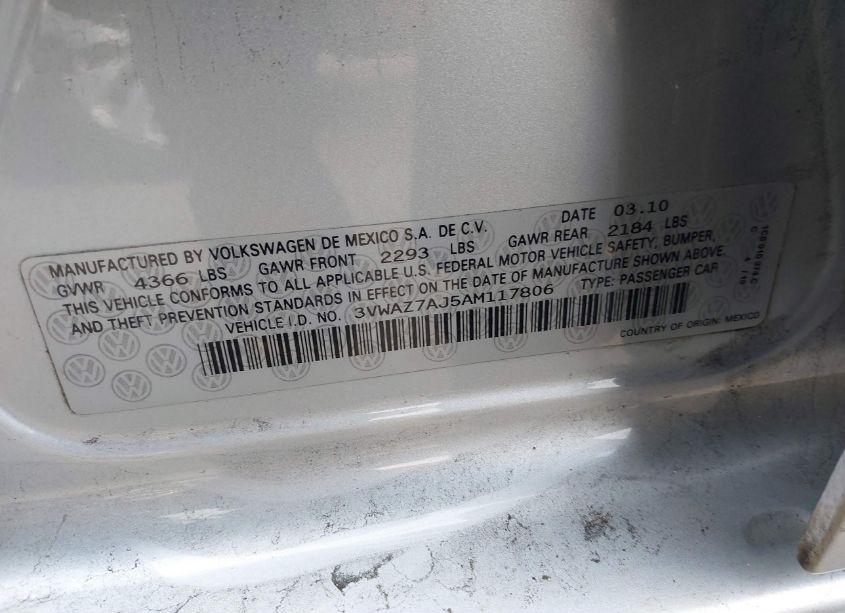 MANUFACTURED BY VOLKSWAGEN DE MEXICO S.A. DE C.V. DATE 03.10
GVWR 4366 LBS GAWR FRONT 2293 LBS GAWR REAR 2184 LBS
THIS VEHICLE CONFORMS TO ALL APPLICABLE U.S. FEDERAL MOTOR VEHICLE SAFETY, BUMPER,
AND THEFT PREVENTION STANDARDS IN EFFECT ON THE DATE OF MANUFACTURE SHOWN ABOVE.
VEHICLE I.D. NO. 3VWAZ7AJ5AM117806 TYPE: PASSENGER CAR
COUNTRY OF ORIGIN: MEXICO